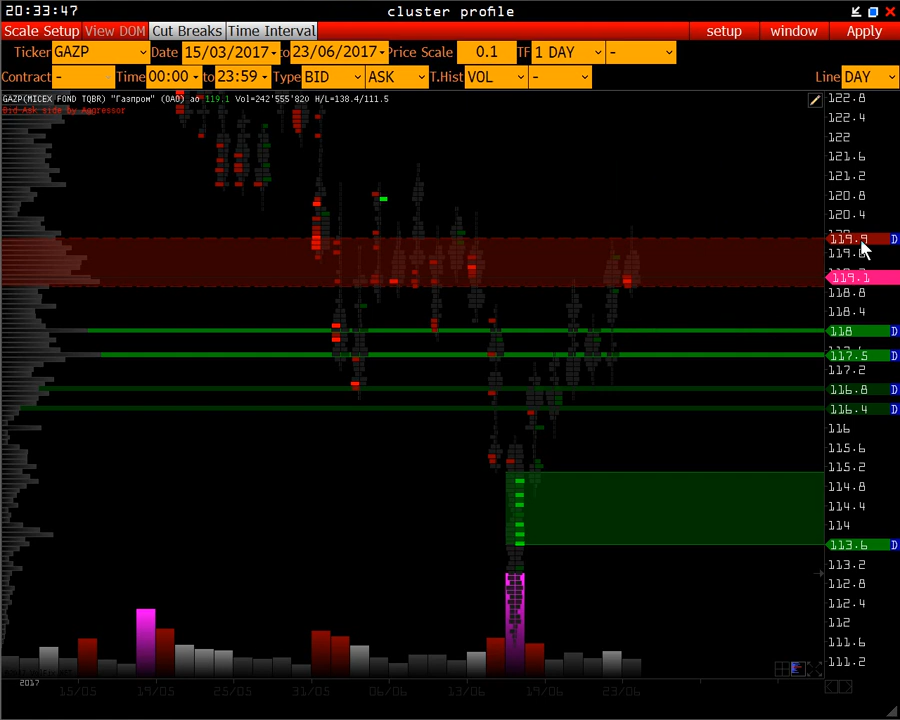 20:33:47 cluster profile
Scale Setup View DOM Cut Breaks Time Interval setup window Apply
Ticker GAZP Date 15/03/2017 to 23/06/2017 Price Scale 0.1 TF 1 DAY -
Contract - Time 00:00 to 23:59 Type BID ASK T.Hist VOL - Line DAY
GAZP(MICEX FOND TQBR) "Газпром" (ОАО) ао 119.1 Vol=242'555'820 H/L=138.4/111.5
Bid-Ask side by Aggressor
122.8
122.4
122
121.6
121.2
120.8
120.4
119.9 D
119.1
118.8
118.4
118 D
117.5 D
117.2
116.8 D
116.4 D
116
115.6
115.2
114.8
114.4
114
113.6 D
113.2
112.8
112.4
112
111.6
111.2
2017
15/05 19/05 25/05 31/05 06/06 13/06 19/06 23/06